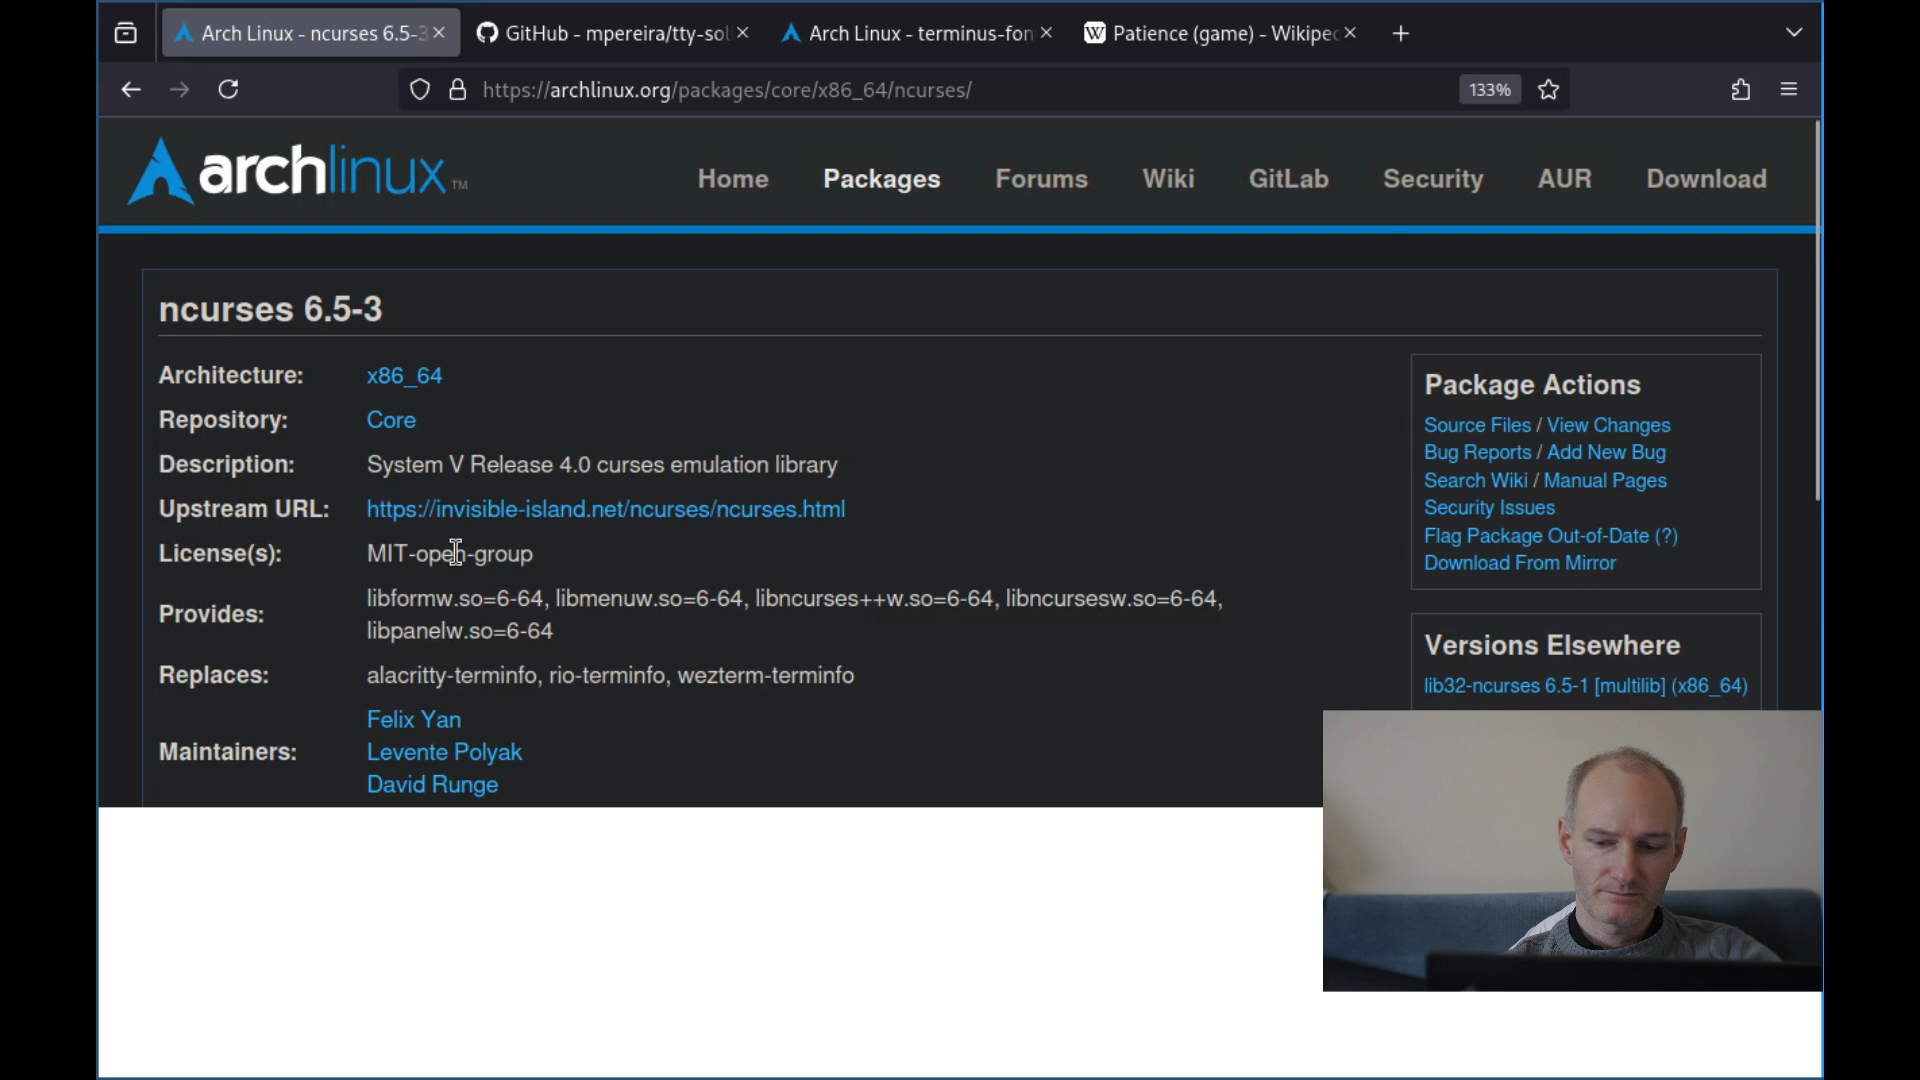 Arch Linux - ncurses 6.5-3
GitHub - mpereira/tty-sol
Arch Linux - terminus-fon
W
Patience (game) - Wikipec
https://archlinux.org/packages/core/x86_64/ncurses/
133%
archlinux™
Home
Packages
Forums
Wiki
GitLab
Security
AUR
Download
ncurses 6.5-3
Architecture: x86_64
Repository: Core
Description: System V Release 4.0 curses emulation library
Upstream URL: https://invisible-island.net/ncurses/ncurses.html
License(s): MIT-open-group
Provides: libformw.so=6-64, libmenuw.so=6-64, libncurses++w.so=6-64, libncursesw.so=6-64,
libpanelw.so=6-64
Replaces: alacritty-terminfo, rio-terminfo, wezterm-terminfo
Maintainers: Felix Yan
Levente Polyak
David Runge
Package Actions
Source Files / View Changes
Bug Reports / Add New Bug
Search Wiki / Manual Pages
Security Issues
Flag Package Out-of-Date (?)
Download From Mirror
Versions Elsewhere
lib32-ncurses 6.5-1 [multilib] (x86_64)